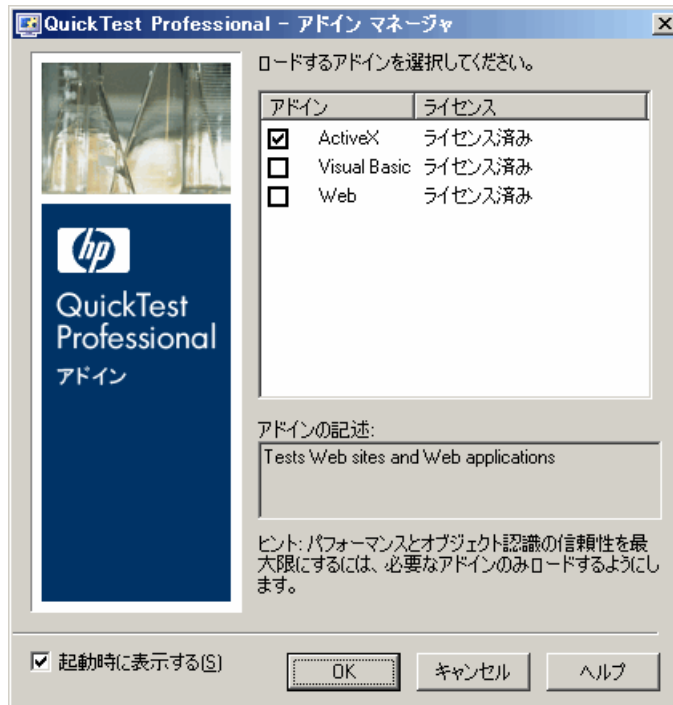 QuickTest Professional - アドイン マネージャ
ロードするアドインを選択してください。
アドイン ライセンス
ActiveX ライセンス済み
Visual Basic ライセンス済み
Web ライセンス済み
hp
QuickTest
Professional
アドイン
アドインの記述:
Tests Web sites and Web applications
ヒント: パフォーマンスとオブジェクト認識の信頼性を最
大限にするには、必要なアドインのみロードするようにし
ます。
起動時に表示する(S)
OK キャンセル ヘルプ